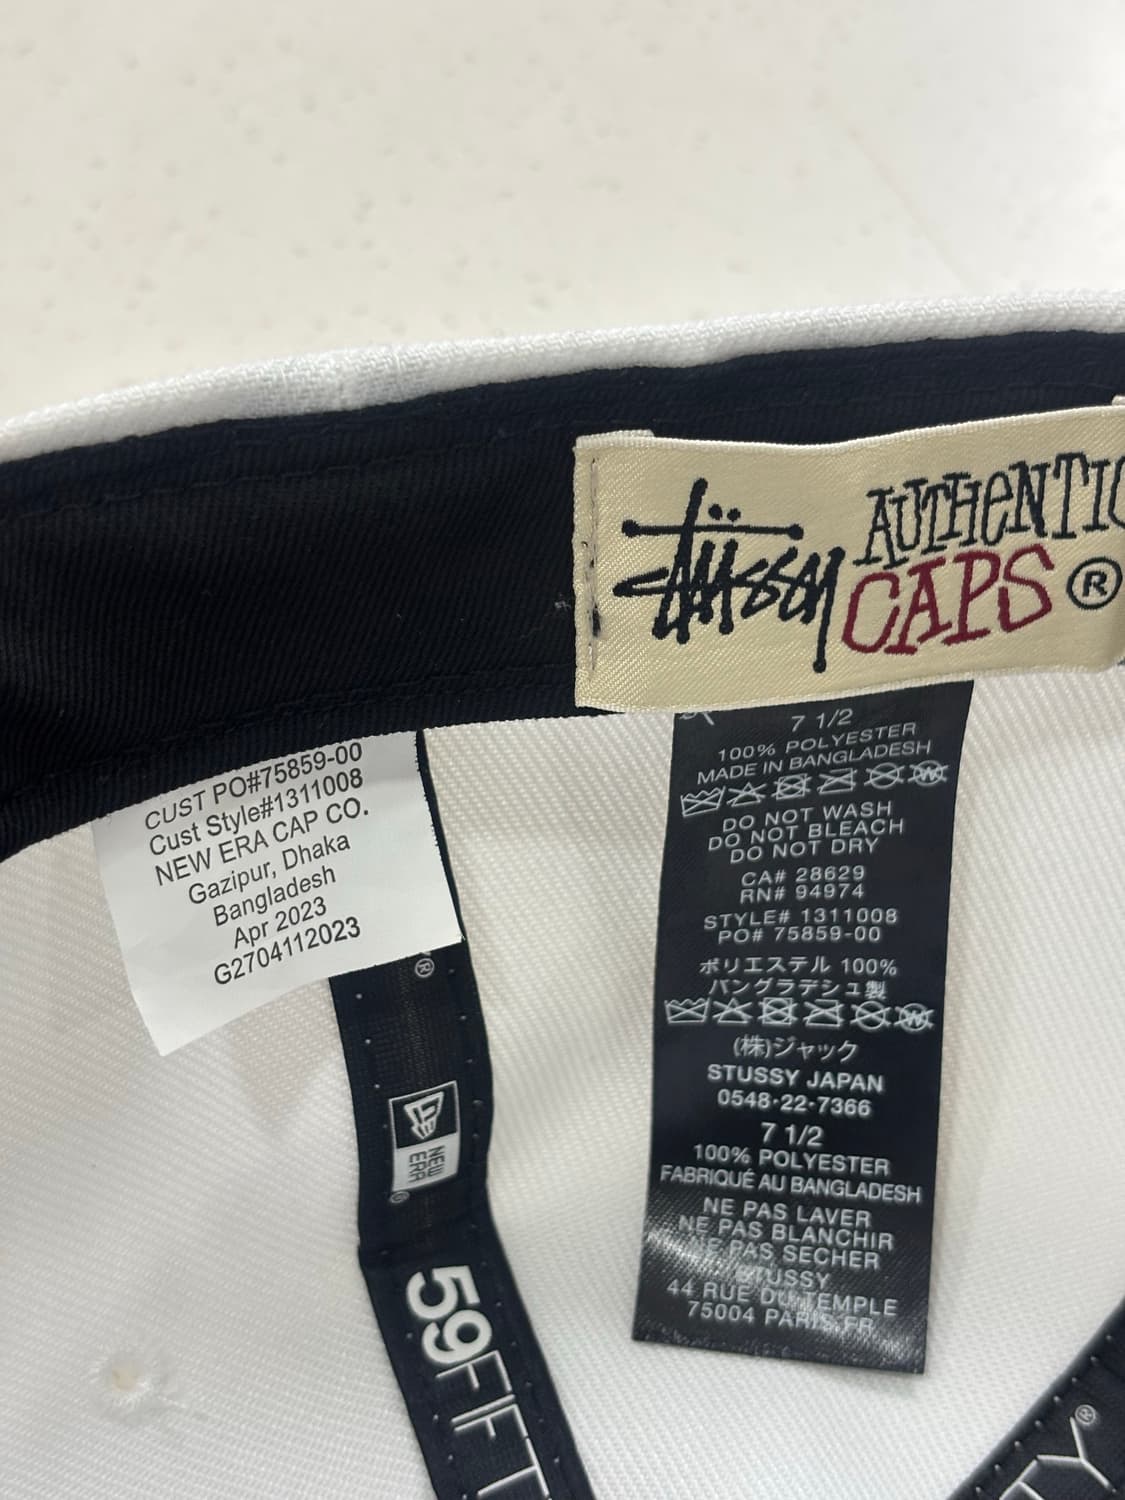 Stüssy AUTHENTIC
CAPS ®
CUST PO#75859-00
Cust Style#1311008
NEW ERA CAP CO.
Gazipur, Dhaka
Bangladesh
Apr 2023
G2704112023
®
NEW
ERA
®
59FIFT
7 1/2
100% POLYESTER
MADE IN BANGLADESH
W
DO NOT WASH
DO NOT BLEACH
DO NOT DRY
CA# 28629
RN# 94974
STYLE# 1311008
PO# 75859-00
ポリエステル 100%
バングラデシュ製
W
(株)ジャック
STUSSY JAPAN
0548·22·7366
7 1/2
100% POLYESTER
FABRIQUÉ AU BANGLADESH
NE PAS LAVER
NE PAS BLANCHIR
NE PAS SECHER
STUSSY
44 RUE DU TEMPLE
75004 PARIS,FR
TY®